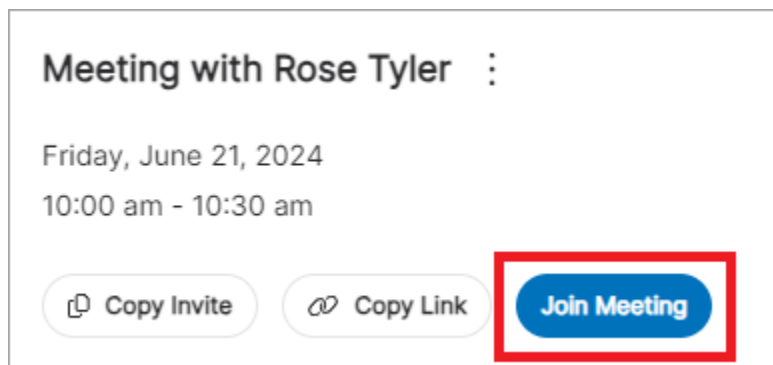 Meeting with Rose Tyler
Friday, June 21, 2024
10:00 am - 10:30 am
Copy Invite Copy Link Join Meeting